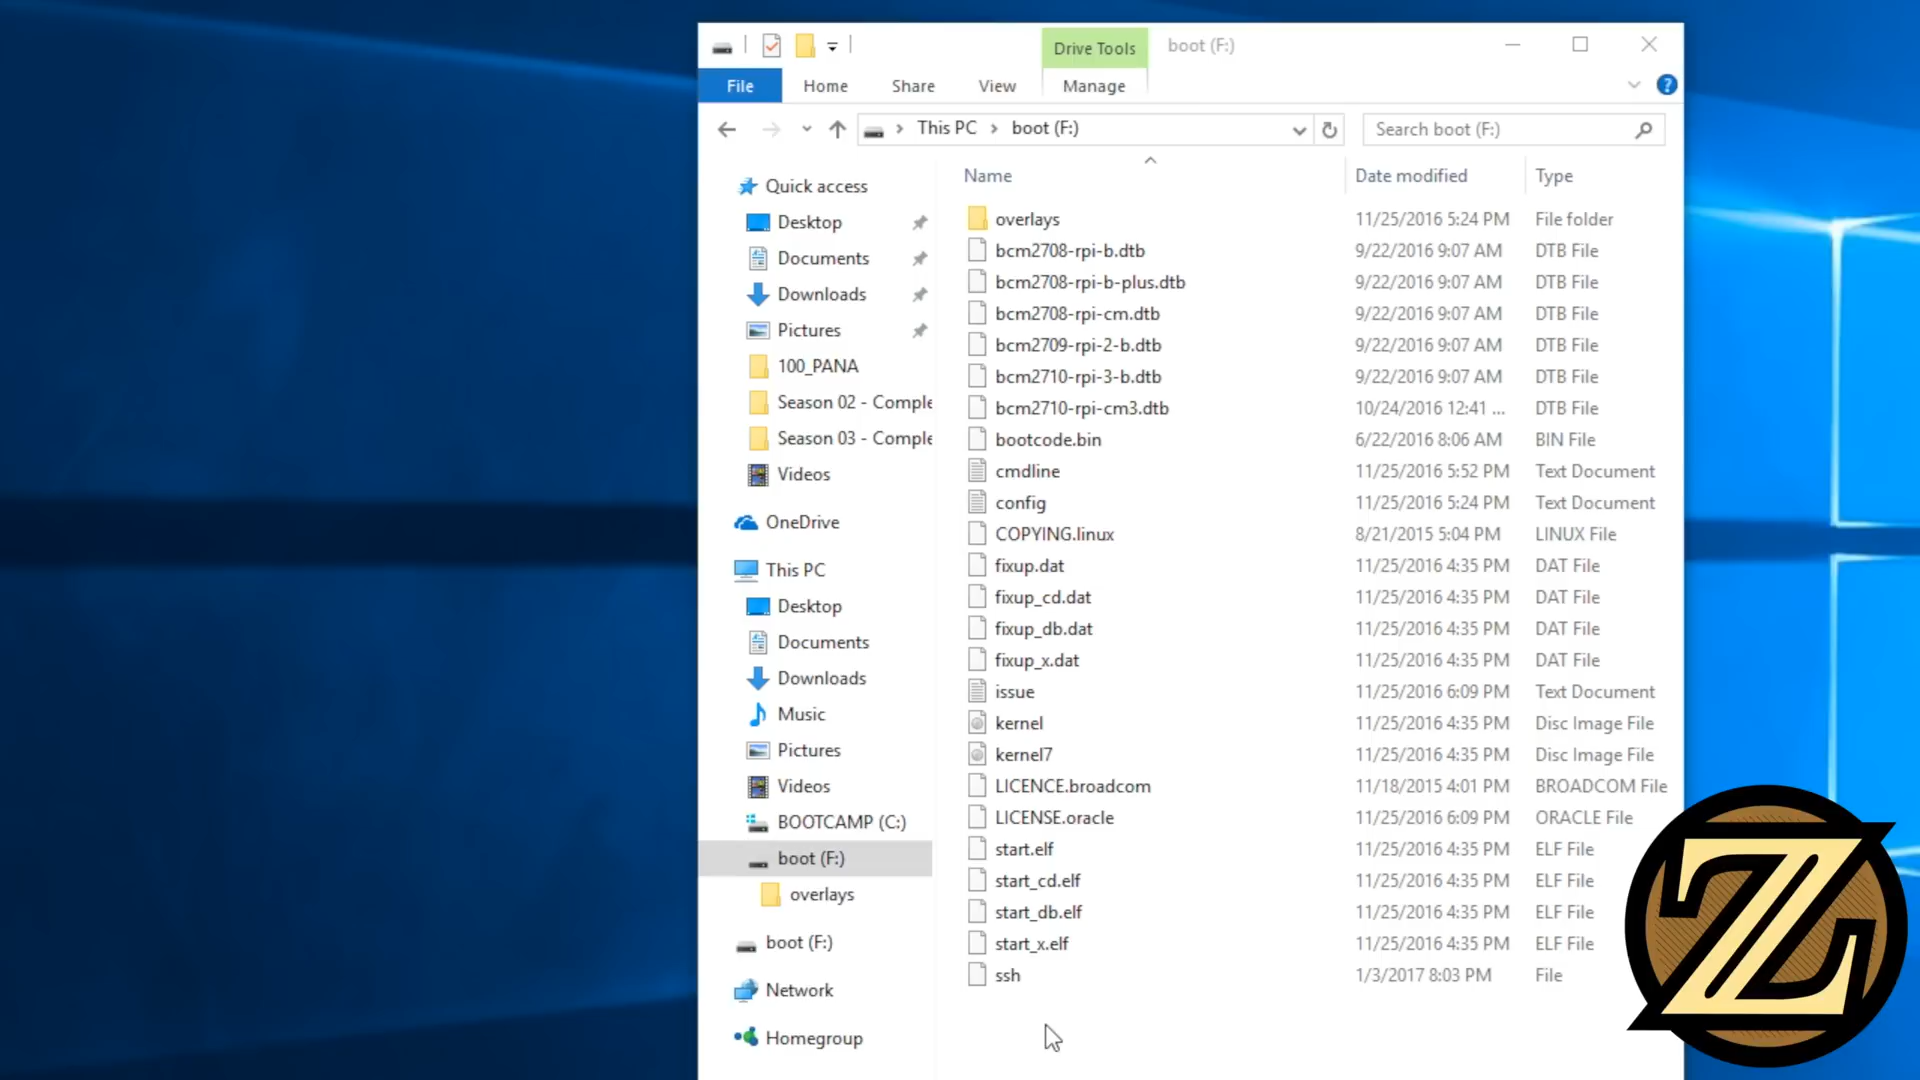 Drive Tools
boot (F:)
File
Home
Share
View
Manage
This PC
boot (F:)
Search boot (F:)
Name
Date modified
Type
Quick access
Desktop
Documents
Downloads
Pictures
100_PANA
Season 02 - Comple
Season 03 - Comple
Videos
OneDrive
This PC
Desktop
Documents
Downloads
Music
Pictures
Videos
BOOTCAMP (C:)
boot (F:)
overlays
boot (F:)
Network
Homegroup
overlays 11/25/2016 5:24 PM File folder
bcm2708-rpi-b.dtb 9/22/2016 9:07 AM DTB File
bcm2708-rpi-b-plus.dtb 9/22/2016 9:07 AM DTB File
bcm2708-rpi-cm.dtb 9/22/2016 9:07 AM DTB File
bcm2709-rpi-2-b.dtb 9/22/2016 9:07 AM DTB File
bcm2710-rpi-3-b.dtb 9/22/2016 9:07 AM DTB File
bcm2710-rpi-cm3.dtb 10/24/2016 12:41 ... DTB File
bootcode.bin 6/22/2016 8:06 AM BIN File
cmdline 11/25/2016 5:52 PM Text Document
config 11/25/2016 5:24 PM Text Document
COPYING.linux 8/21/2015 5:04 PM LINUX File
fixup.dat 11/25/2016 4:35 PM DAT File
fixup_cd.dat 11/25/2016 4:35 PM DAT File
fixup_db.dat 11/25/2016 4:35 PM DAT File
fixup_x.dat 11/25/2016 4:35 PM DAT File
issue 11/25/2016 6:09 PM Text Document
kernel 11/25/2016 4:35 PM Disc Image File
kernel7 11/25/2016 4:35 PM Disc Image File
LICENCE.broadcom 11/18/2015 4:01 PM BROADCOM File
LICENSE.oracle 11/25/2016 6:09 PM ORACLE File
start.elf 11/25/2016 4:35 PM ELF File
start_cd.elf 11/25/2016 4:35 PM ELF File
start_db.elf 11/25/2016 4:35 PM ELF File
start_x.elf 11/25/2016 4:35 PM ELF File
ssh 1/3/2017 8:03 PM File
Z